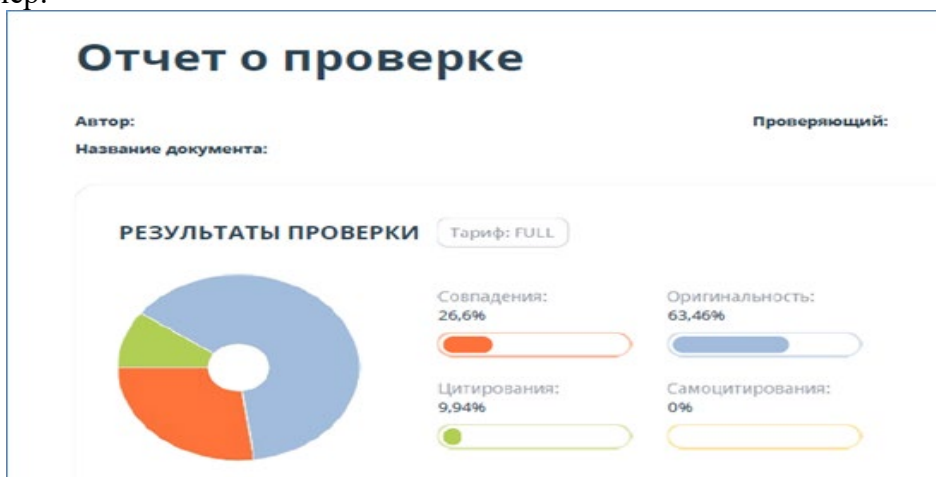 Отчет о проверке
Автор: Проверяющий:
Название документа:
РЕЗУЛЬТАТЫ ПРОВЕРКИ Тариф: FULL
Совпадения: Оригинальность:
26,6% 63,46%
Цитирования: Самоцитирования:
9,94% 0%